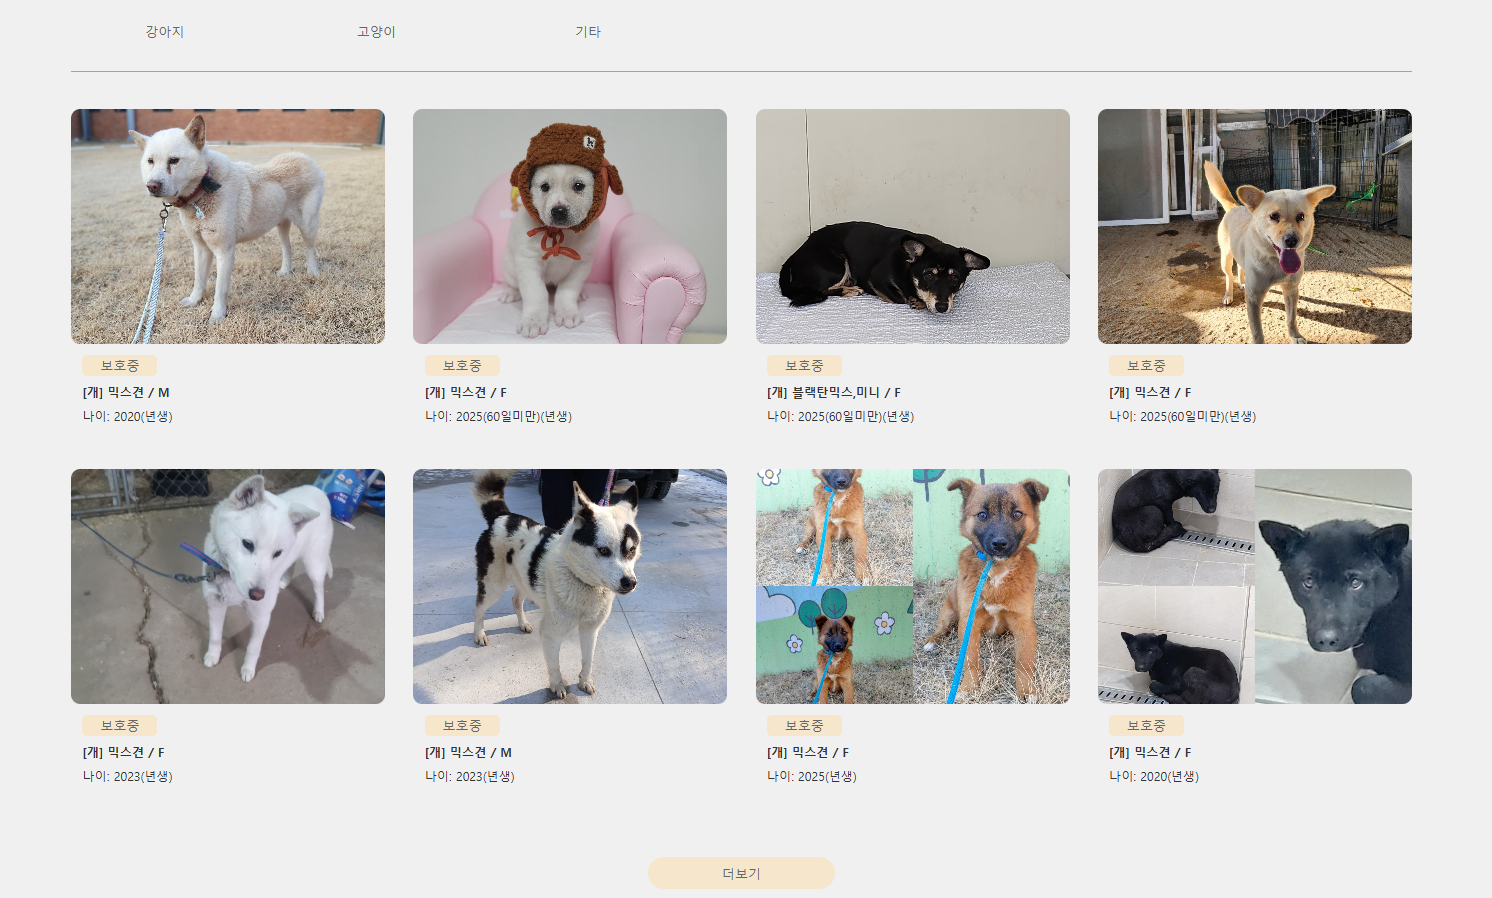 강아지
고양이
기타
보호중
[개] 믹스견 / M
나이: 2020(년생)
보호중
[개] 믹스견 / F
나이: 2025(60일미만)(년생)
보호중
[개] 블랙탄믹스,미니 / F
나이: 2025(60일미만)(년생)
보호중
[개] 믹스견 / F
나이: 2025(60일미만)(년생)
보호중
[개] 믹스견 / F
나이: 2023(년생)
보호중
[개] 믹스견 / M
나이: 2023(년생)
보호중
[개] 믹스견 / F
나이: 2025(년생)
보호중
[개] 믹스견 / F
나이: 2020(년생)
더보기